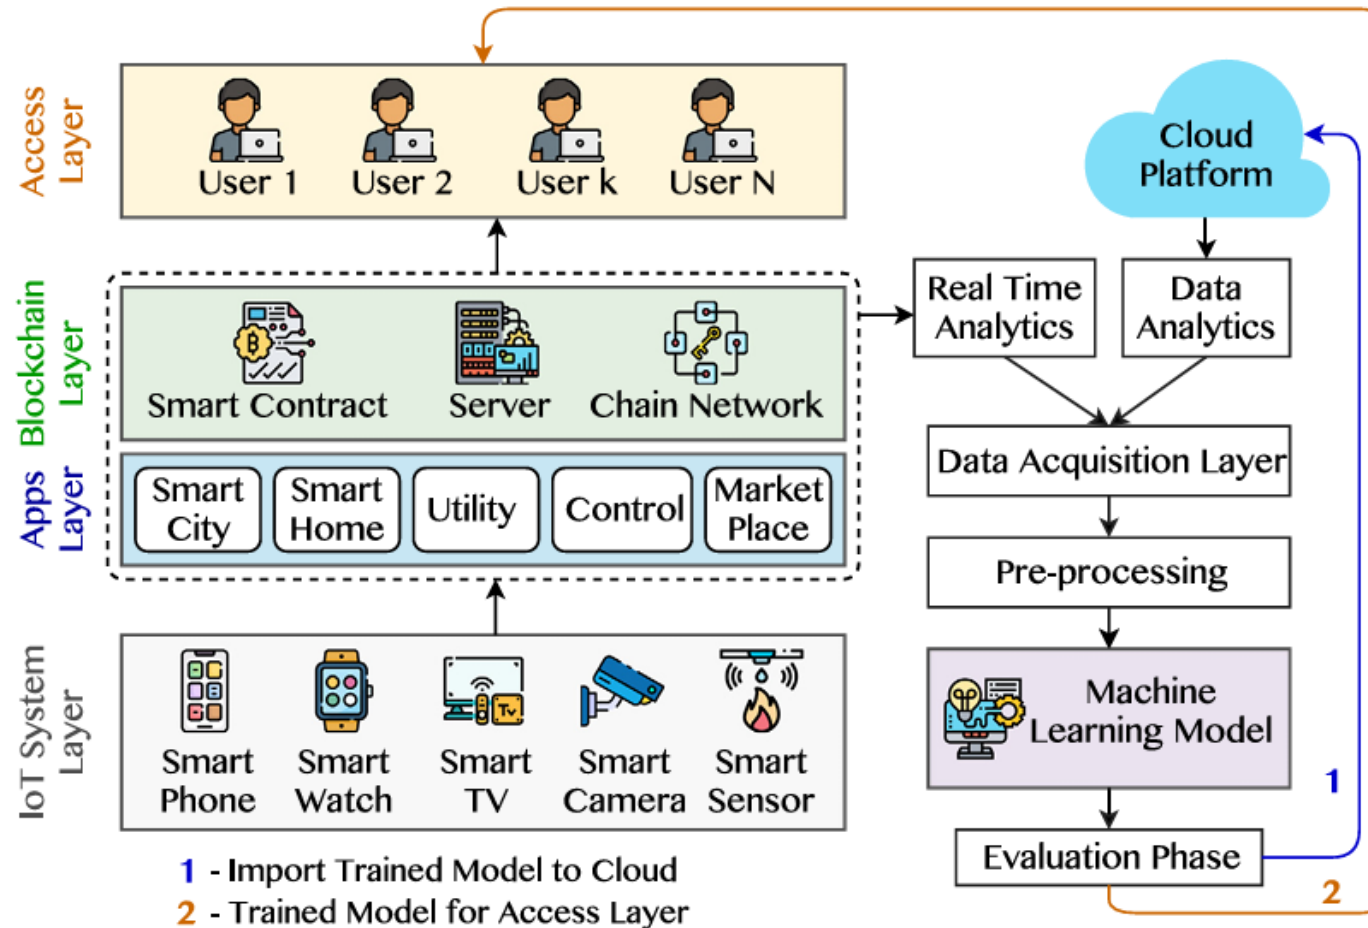 Access
Layer
User 1
User 2
User k
User N
Cloud
Platform
Blockchain
Layer
Smart Contract
Server
Chain Network
Real Time
Analytics
Data
Analytics
Apps
Layer
Smart
City
Smart
Home
Utility
Control
Market
Place
Data Acquisition Layer
Pre-processing
IoT System
Layer
Tv
Smart
Phone
Smart
Watch
Smart
TV
Smart
Camera
Smart
Sensor
Machine
Learning Model
1
Evaluation Phase
2
1 - Import Trained Model to Cloud
2 - Trained Model for Access Layer